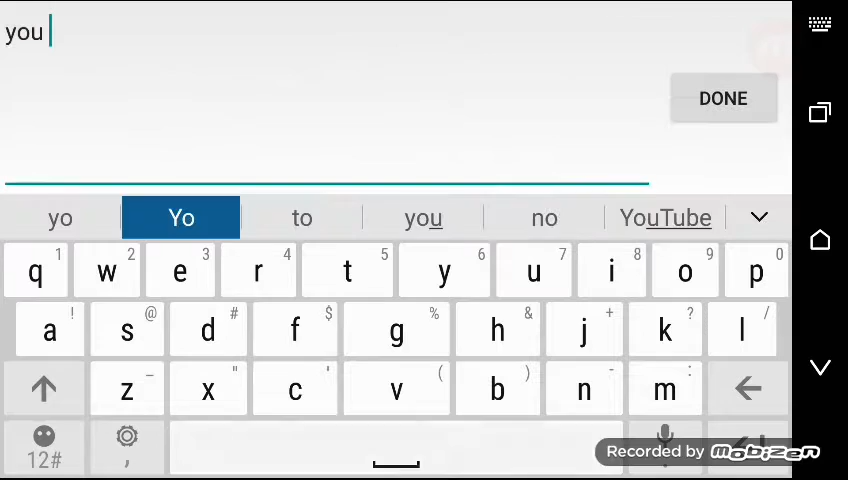 you
DONE
yo Yo to you no YouTube
q 1 w 2 e 3 r 4 t 5 y 6 u 7 i 8 o 9 p 0
a ! s @ d # f $ g % h & j + k ? l /
z _ x " c ' v ( b ) n - m :
12# ,
Recorded by mobizen